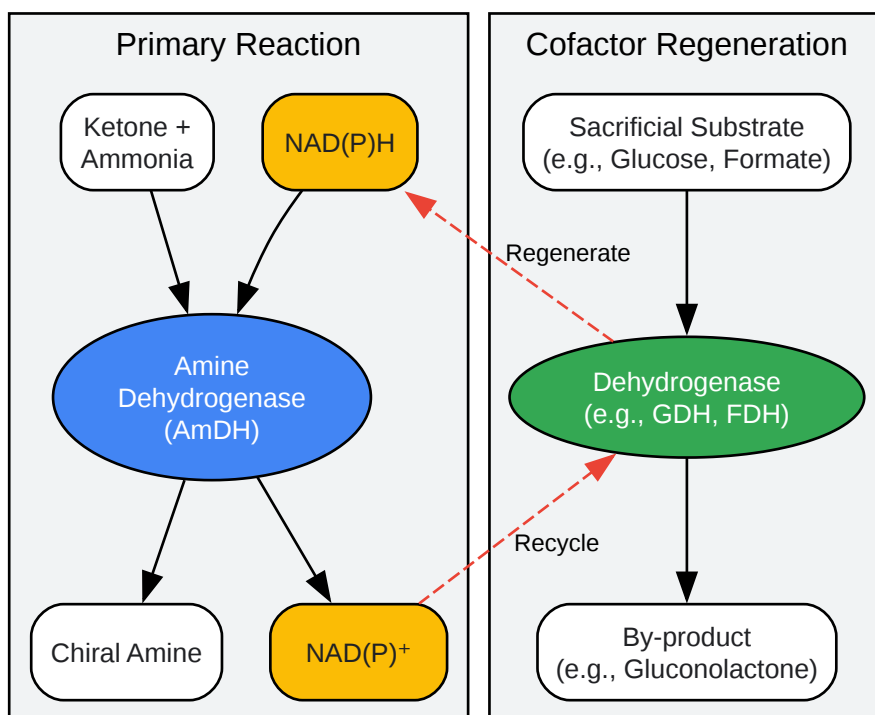 Primary Reaction
Ketone +
Ammonia
NAD(P)H
Amine
Dehydrogenase
(AmDH)
Chiral Amine
NAD(P)⁺
Cofactor Regeneration
Sacrificial Substrate
(e.g., Glucose, Formate)
Regenerate
Dehydrogenase
(e.g., GDH, FDH)
Recycle
By-product
(e.g., Gluconolactone)